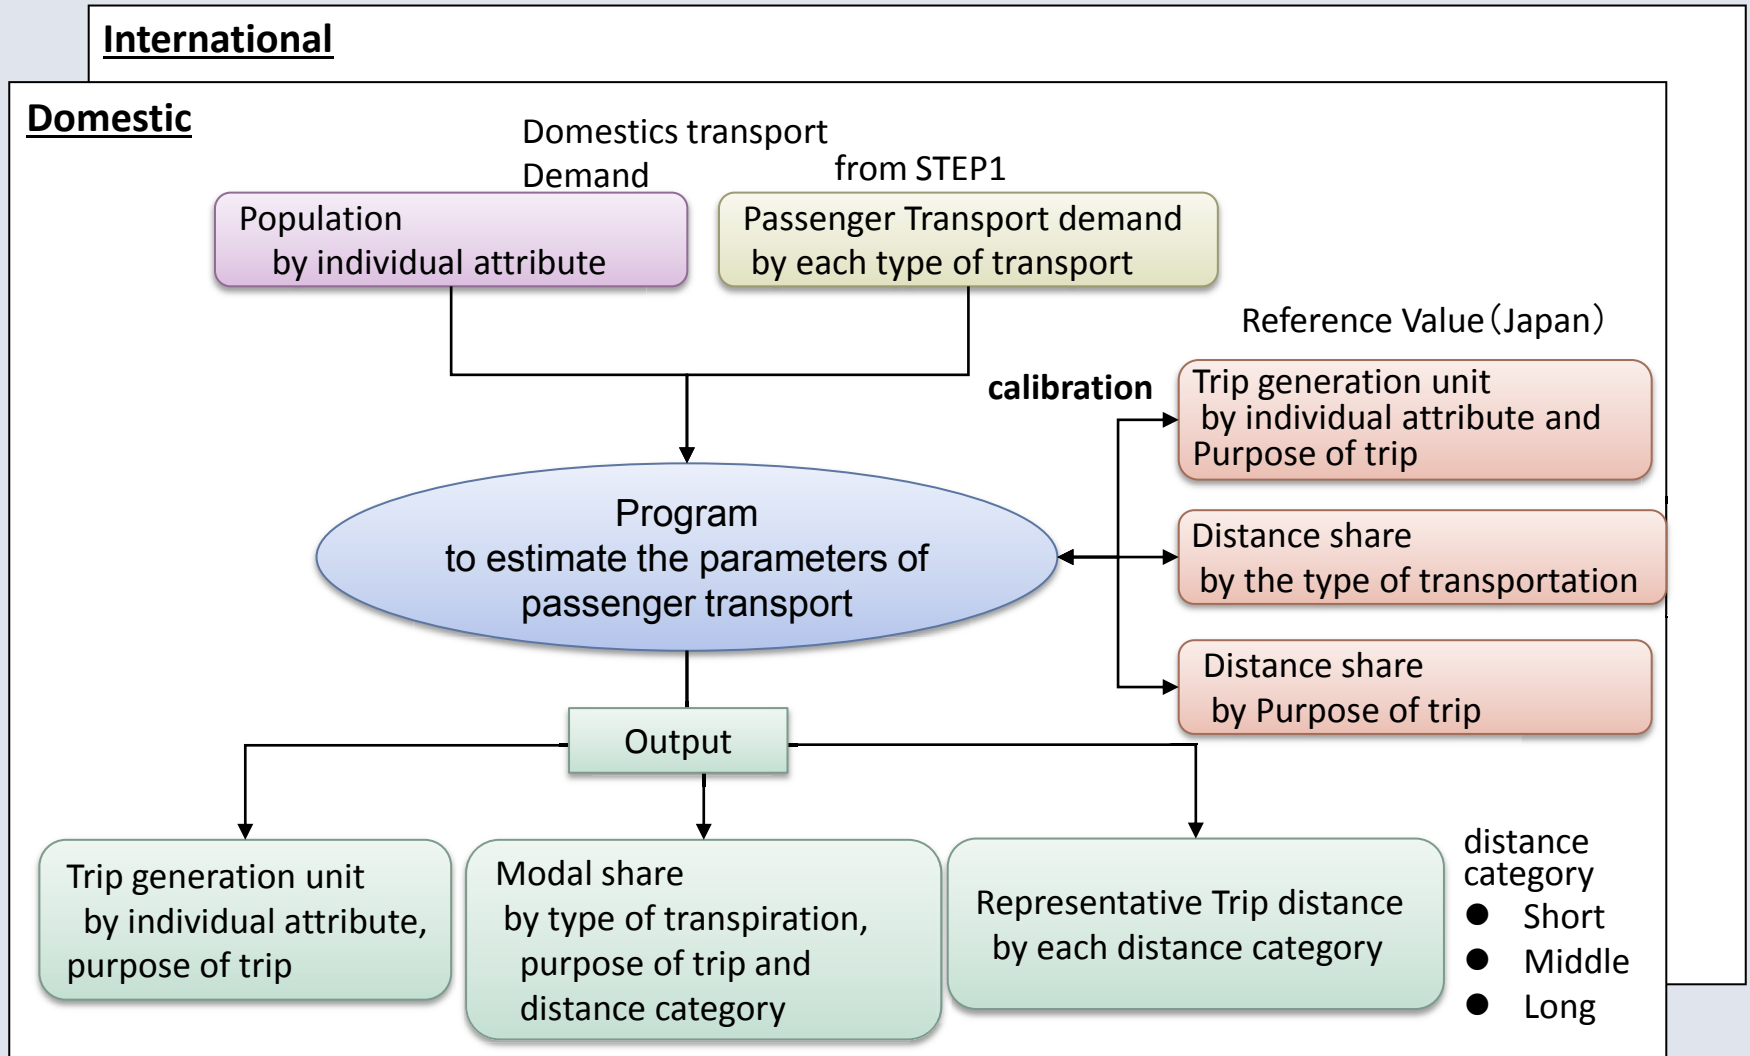 International
Domestic
Domestics transport
Demand
from STEP1
Population
by individual attribute
Passenger Transport demand
by each type of transport
Reference Value（Japan）
calibration
Trip generation unit
by individual attribute and
Purpose of trip
Distance share
by the type of transportation
Distance share
by Purpose of trip
Program
to estimate the parameters of
passenger transport
Output
Trip generation unit
by individual attribute,
purpose of trip
Modal share
by type of transpiration,
purpose of trip and
distance category
Representative Trip distance
by each distance category
distance
category
● Short
● Middle
● Long